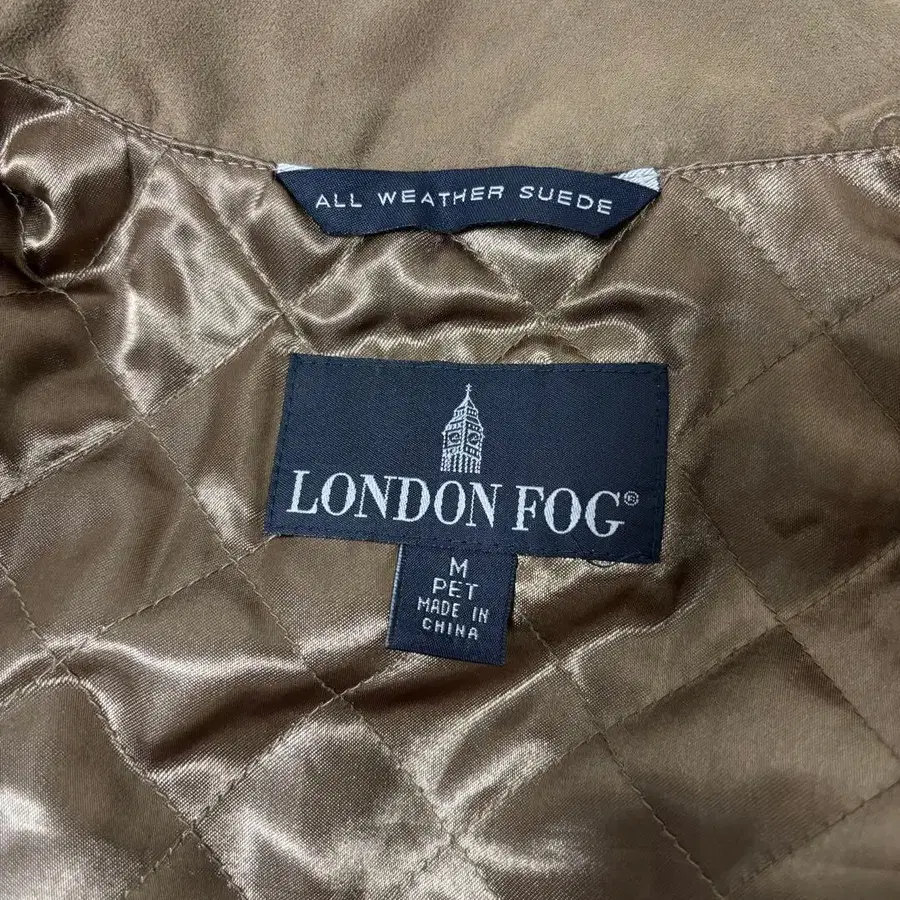 ALL WEATHER SUEDE
LONDON FOG®
M
PET
MADE IN
CHINA